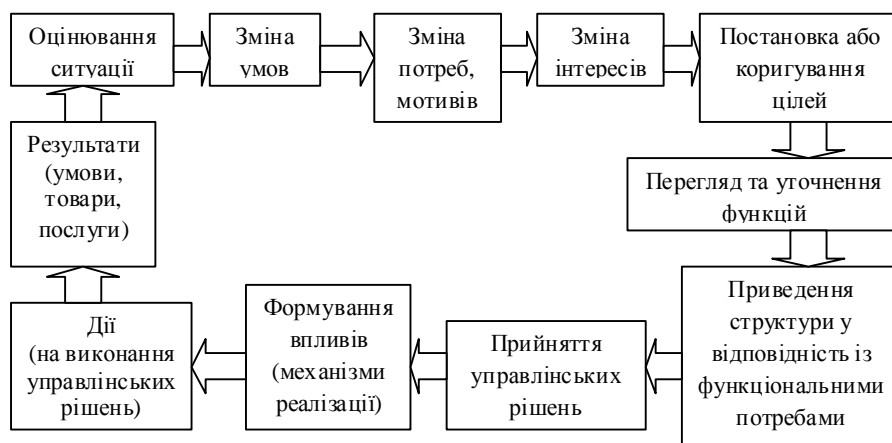 Оцінювання
ситуації
Зміна
умов
Зміна
потреб,
мотивів
Зміна
інтересів
Постановка або
коригування
цілей
Перегляд та уточнення
функцій
Приведення
структури у
відповідність із
функціональними
потребами
Прийняття
управлінських
рішень
Формування
впливів
(механізми
реалізації)
Дії
(на виконання
управлінських
рішень)
Результати
(умови,
товари,
послуги)